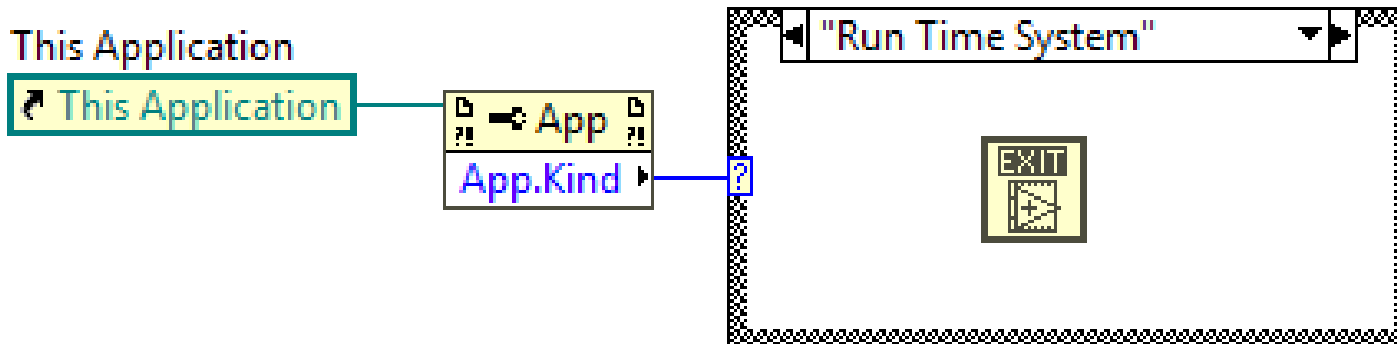 This Application
This Application
App
App.Kind
?
"Run Time System"
EXIT